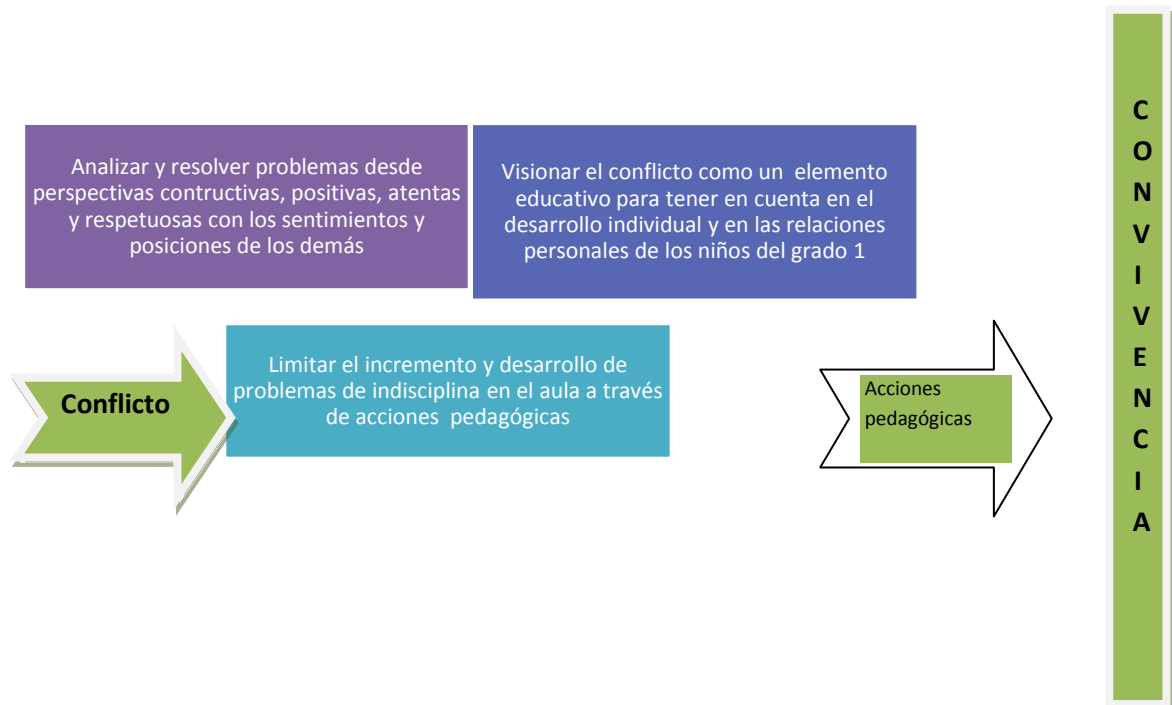 Analizar y resolver problemas desde
perspectivas contructivas, positivas, atentas
y respetuosas con los sentimientos y
posiciones de los demás
Visionar el conflicto como un elemento
educativo para tener en cuenta en el
desarrollo individual y en las relaciones
personales de los niños del grado 1
Conflicto
Limitar el incremento y desarrollo de
problemas de indisciplina en el aula a través
de acciones pedagógicas
Acciones
pedagógicas
C
O
N
V
I
V
E
N
C
I
A